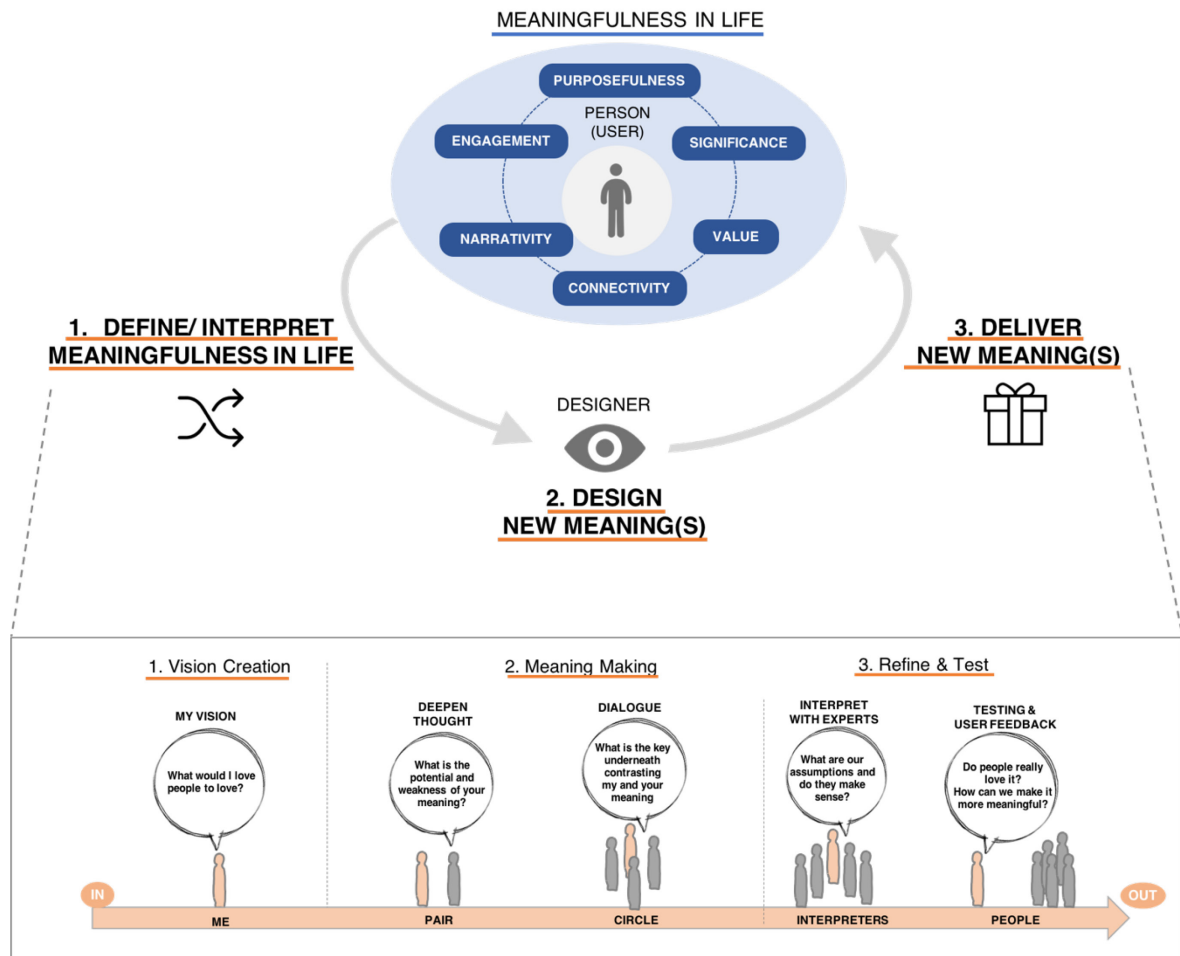 MEANINGFULNESS IN LIFE
PURPOSEFULNESS
PERSON
(USER)
ENGAGEMENT
SIGNIFICANCE
NARRATIVITY
VALUE
CONNECTIVITY
1. DEFINE/ INTERPRET
MEANINGFULNESS IN LIFE
3. DELIVER
NEW MEANING(S)
DESIGNER
2. DESIGN
NEW MEANING(S)
1. Vision Creation
2. Meaning Making
3. Refine & Test
MY VISION
What would I love
people to love?
DEEPEN
THOUGHT
What is the
potential and
weakness of your
meaning?
DIALOGUE
What is the key
underneath
contrasting
my and your
meaning
INTERPRET
WITH EXPERTS
What are our
assumptions and
do they make
sense?
TESTING &
USER FEEDBACK
Do people really
love it?
How can we make it
more meaningful?
IN
OUT
ME
PAIR
CIRCLE
INTERPRETERS
PEOPLE